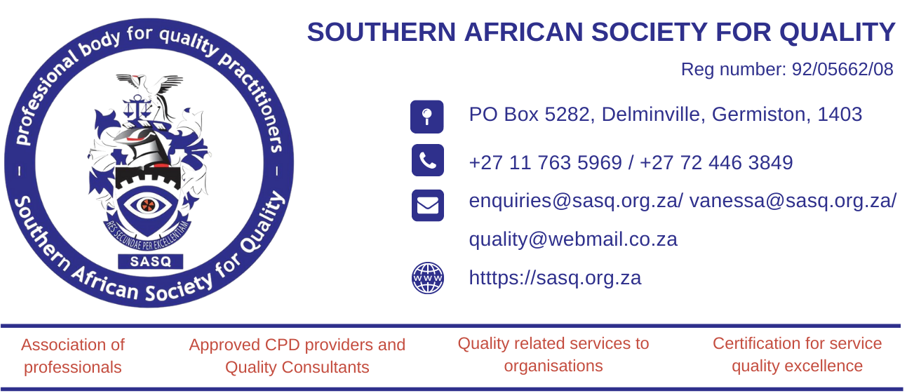 professional body for quality practitioners
RES SECUNDAE PER EXCELLENTIAM
SASQ
Southern African Society for Quality
SOUTHERN AFRICAN SOCIETY FOR QUALITY
Reg number: 92/05662/08
PO Box 5282, Delminville, Germiston, 1403
+27 11 763 5969 / +27 72 446 3849
enquiries@sasq.org.za/ vanessa@sasq.org.za/
quality@webmail.co.za
WWW
htttps://sasq.org.za
Association of
professionals
Approved CPD providers and
Quality Consultants
Quality related services to
organisations
Certification for service
quality excellence